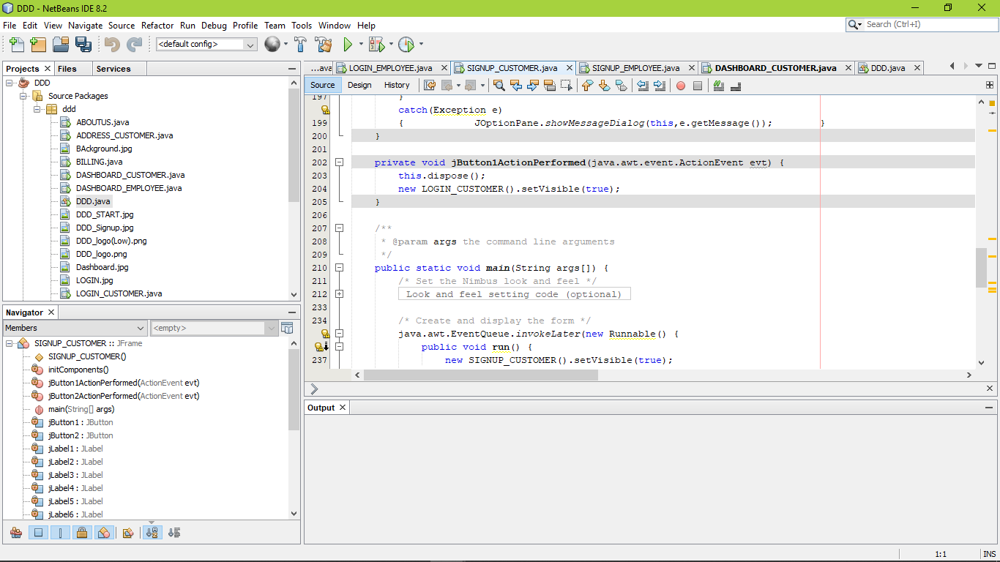 DDD - NetBeans IDE 8.2
File Edit View Navigate Source Refactor Run Debug Profile Team Tools Window Help
Search (Ctrl+I)
<default config>
Projects Files Services
DDD
Source Packages
ddd
ABOUTUS.java
ADDRESS_CUSTOMER.java
BAckground.jpg
BILLING.java
DASHBOARD_CUSTOMER.java
DASHBOARD_EMPLOYEE.java
DDD.java
DDD_START.jpg
DDD_Signup.jpg
DDD_logo(Low).png
DDD_logo.png
Dashboard.jpg
LOGIN.jpg
LOGIN_CUSTOMER.java
Navigator
Members
<empty>
SIGNUP_CUSTOMER :: JFrame
SIGNUP_CUSTOMER()
initComponents()
jButton1ActionPerformed(ActionEvent evt)
jButton2ActionPerformed(ActionEvent evt)
main(String[] args)
jButton1 : JButton
jButton2 : JButton
jLabel1 : JLabel
jLabel2 : JLabel
jLabel3 : JLabel
jLabel4 : JLabel
jLabel5 : JLabel
jLabel6 : JLabel
...ava LOGIN_EMPLOYEE.java SIGNUP_CUSTOMER.java SIGNUP_EMPLOYEE.java DASHBOARD_CUSTOMER.java DDD.java
Source Design History
197 }
catch(Exception e)
199 { JOptionPane.showMessageDialog(this,e.getMessage()); }
200 }
201
202 private void jButton1ActionPerformed(java.awt.event.ActionEvent evt) {
203 this.dispose();
204 new LOGIN_CUSTOMER().setVisible(true);
205 }
206
207 /**
208 * @param args the command line arguments
209 */
210 public static void main(String args[]) {
211 /* Set the Nimbus look and feel */
212 Look and feel setting code (optional)
233
234 /* Create and display the form */
java.awt.EventQueue.invokeLater(new Runnable() {
public void run() {
237 new SIGNUP_CUSTOMER().setVisible(true);
Output
1:1 INS